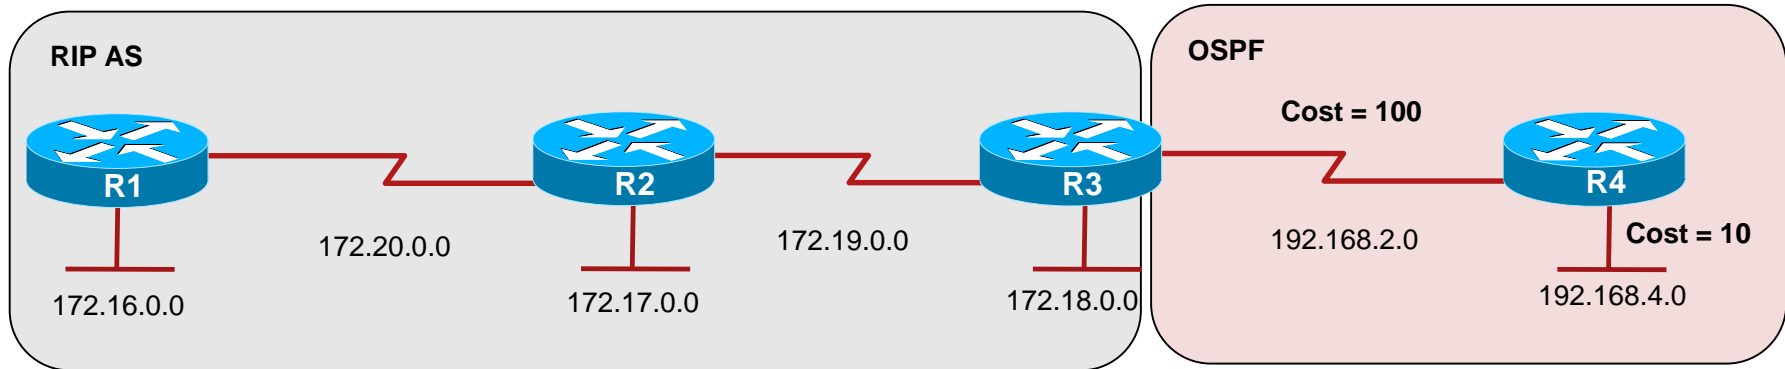 RIP AS
OSPF
Cost = 100
R1
R2
R3
R4
172.20.0.0
172.19.0.0
192.168.2.0
Cost = 10
172.16.0.0
172.17.0.0
172.18.0.0
192.168.4.0